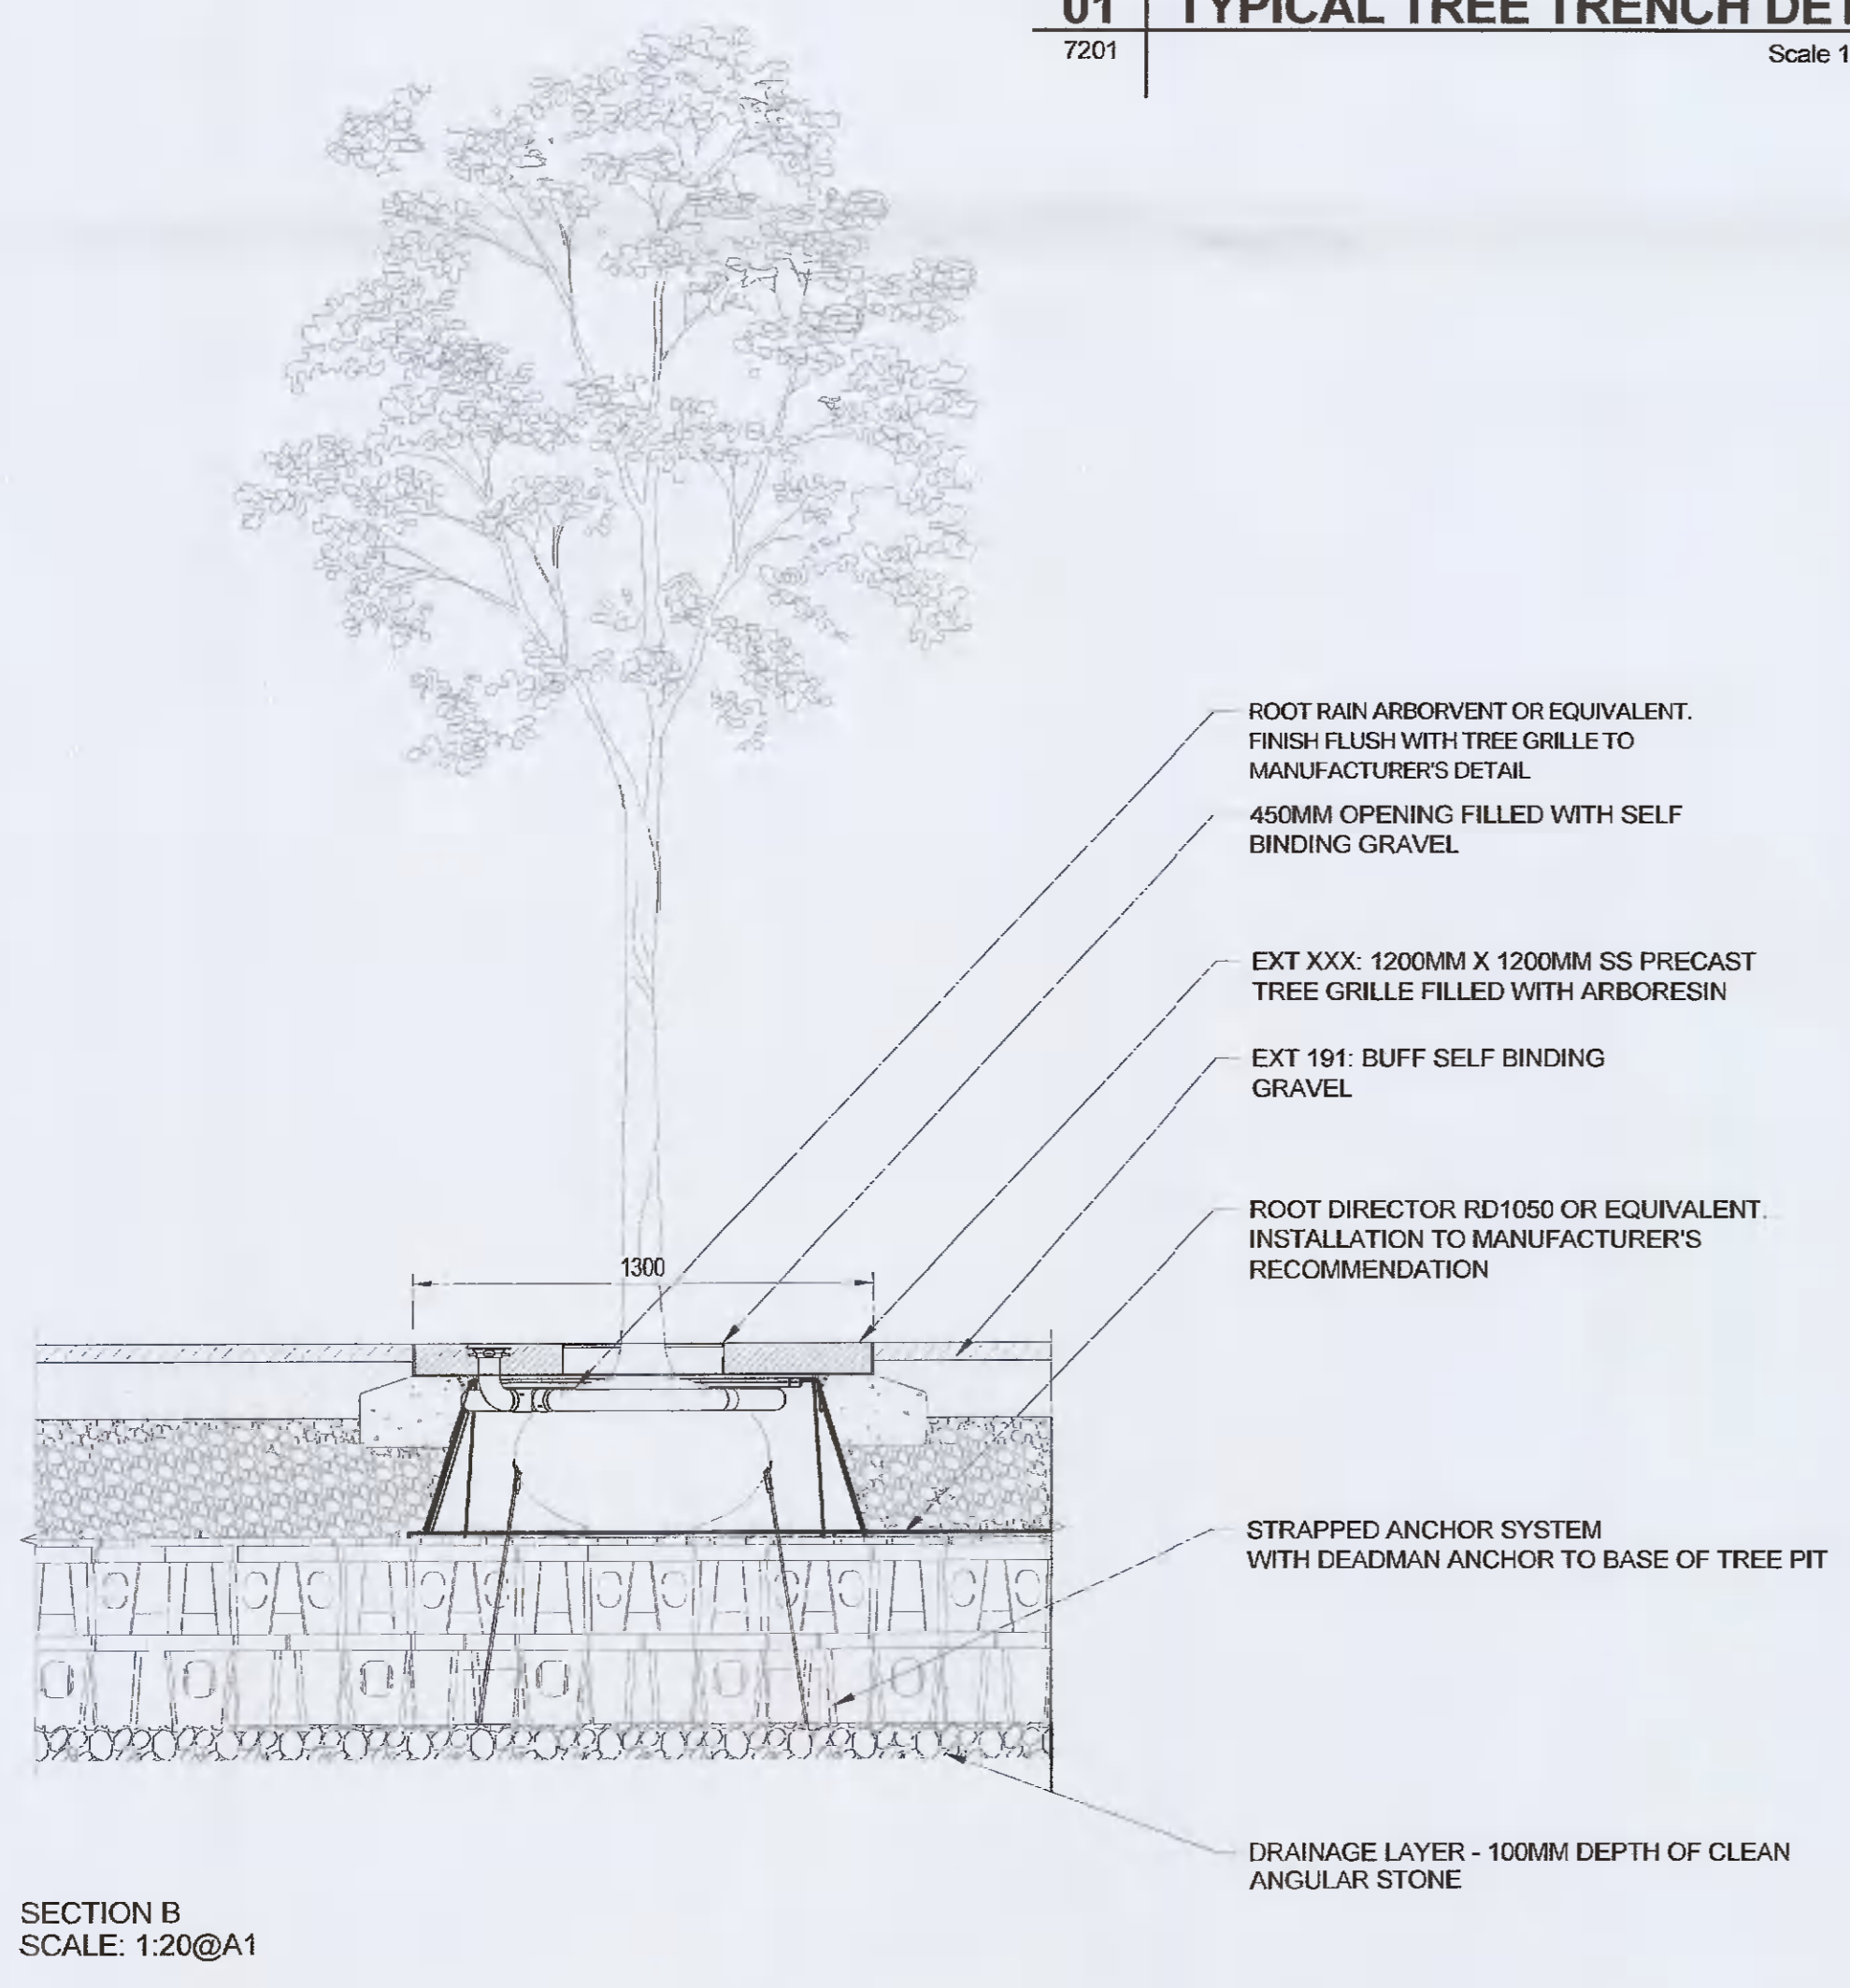 01 TYPICAL TREE TRENCH DET
7201
Scale 1
ROOT RAIN ARBORVENT OR EQUIVALENT.
FINISH FLUSH WITH TREE GRILLE TO
MANUFACTURER'S DETAIL
450MM OPENING FILLED WITH SELF
BINDING GRAVEL
EXT XXX: 1200MM X 1200MM SS PRECAST
TREE GRILLE FILLED WITH ARBORESIN
EXT 191: BUFF SELF BINDING
GRAVEL
ROOT DIRECTOR RD1050 OR EQUIVALENT.
INSTALLATION TO MANUFACTURER'S
RECOMMENDATION
1300
STRAPPED ANCHOR SYSTEM
WITH DEADMAN ANCHOR TO BASE OF TREE PIT
DRAINAGE LAYER - 100MM DEPTH OF CLEAN
ANGULAR STONE
SECTION B
SCALE: 1:20@A1